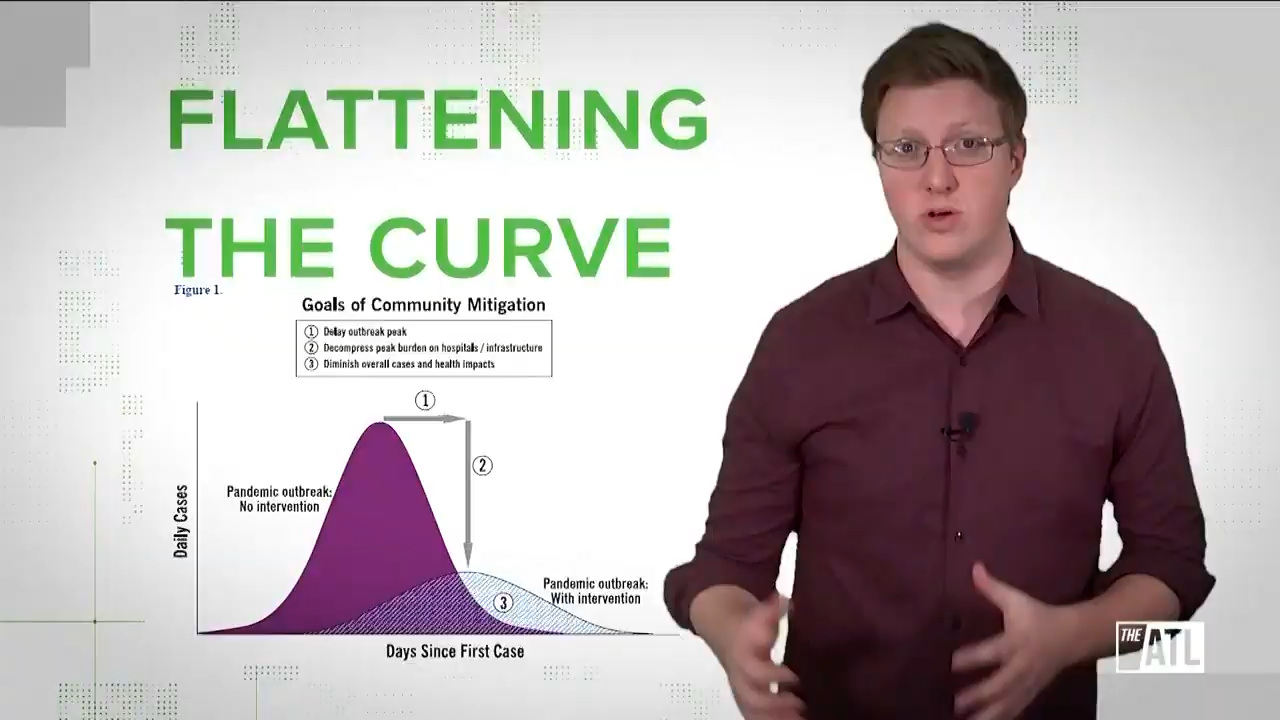 FLATTENING
THE CURVE
Figure 1.
Goals of Community Mitigation
1 Delay outbreak peak
2 Decompress peak burden on hospitals / infrastructure
3 Diminish overall cases and health impacts
1
2
Pandemic outbreak:
No intervention
Daily Cases
Pandemic outbreak:
With intervention
3
Days Since First Case
THE ATL